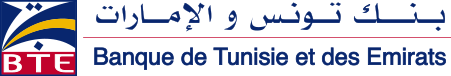 بنك تونس و الإمارات
BTE
Banque de Tunisie et des Emirats